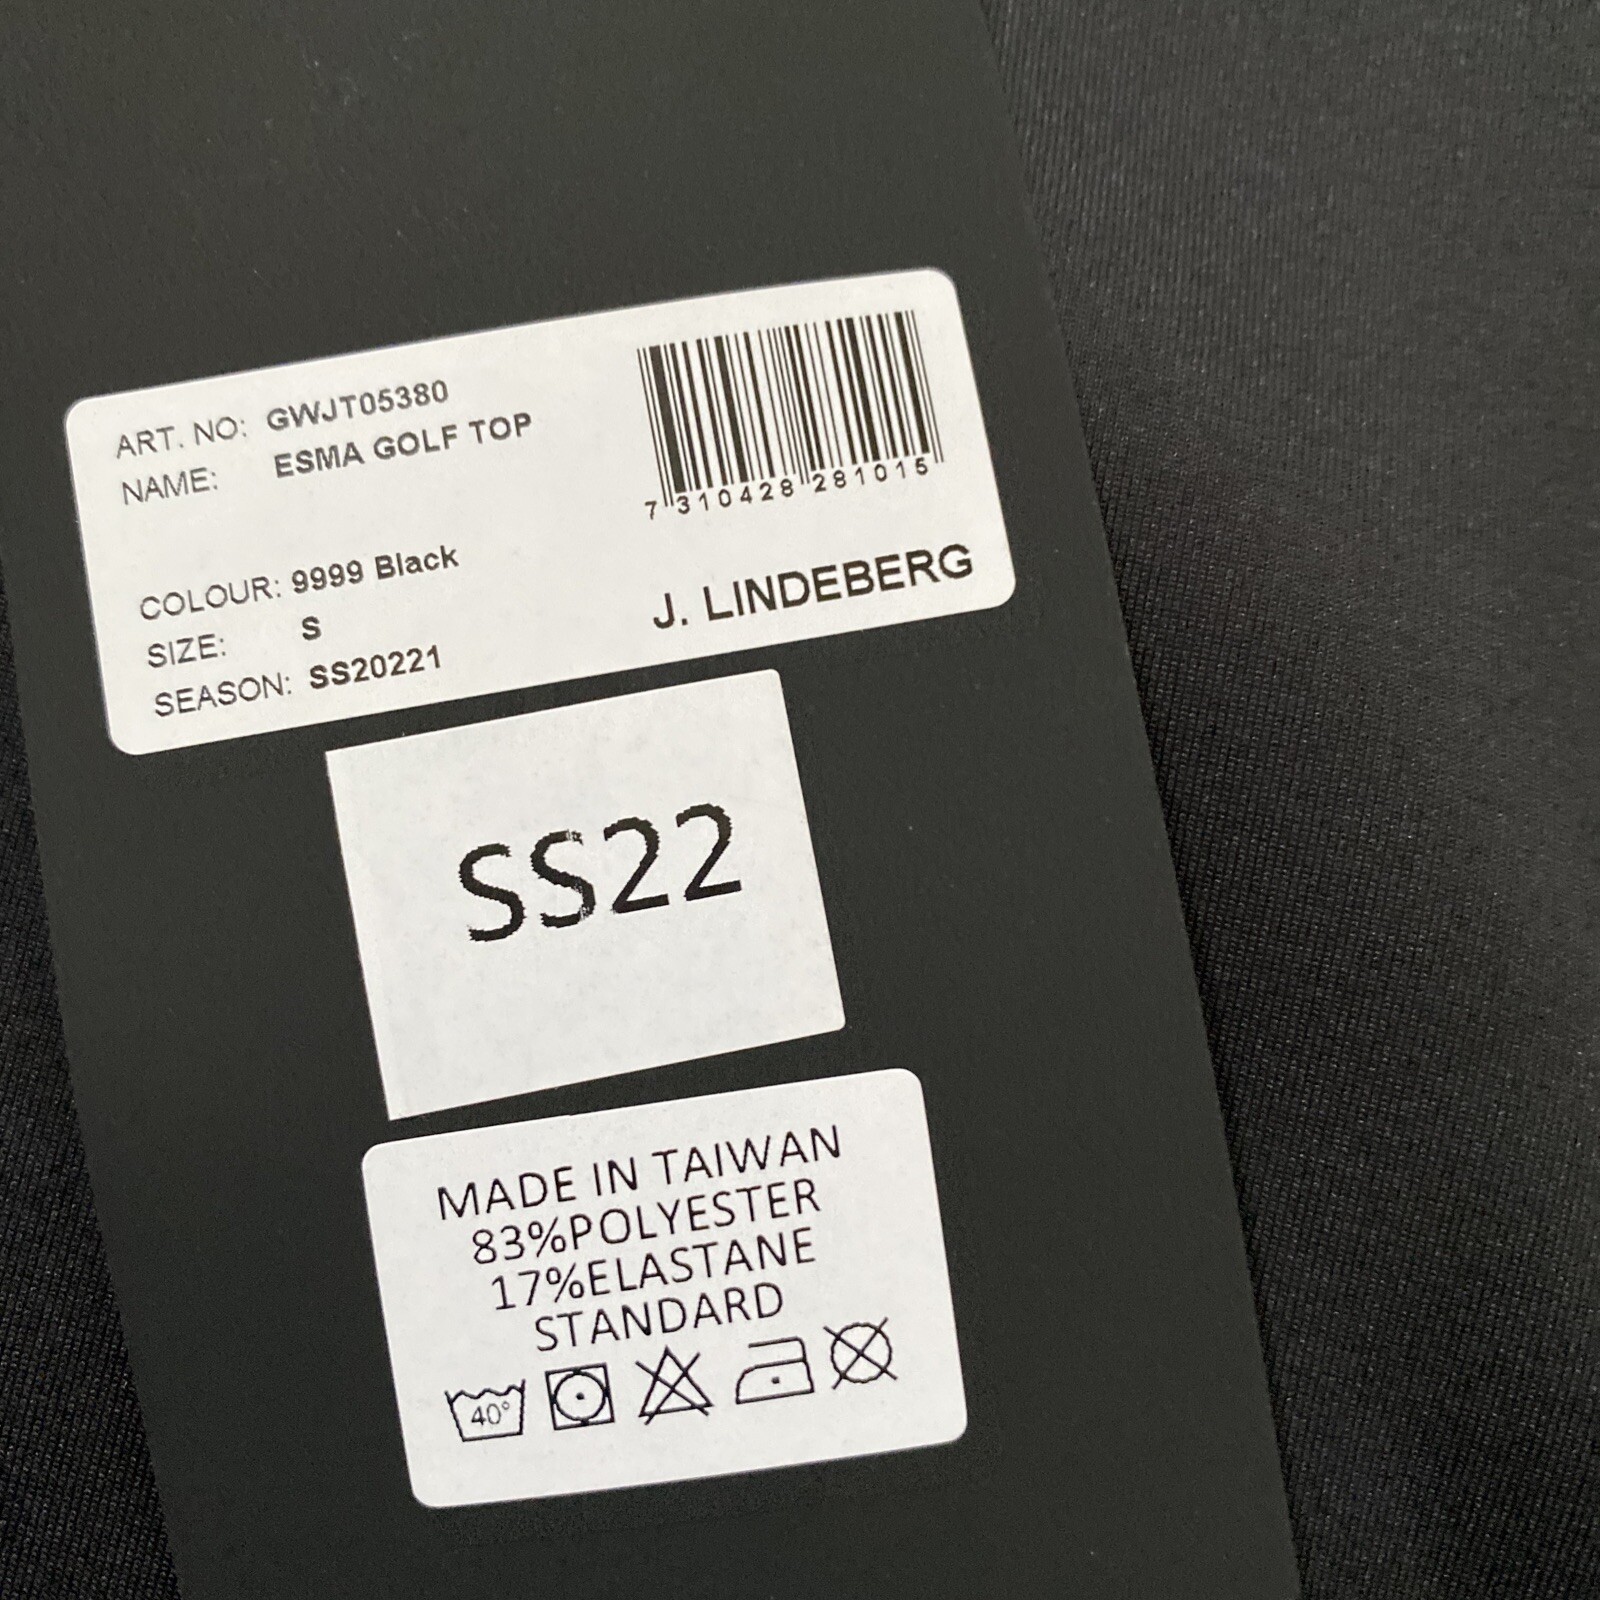 ART. NO: GWJT05380
NAME: ESMA GOLF TOP
7 310428 281015
COLOUR: 9999 Black
SIZE: S
SEASON: SS20221
J. LINDEBERG
SS22
MADE IN TAIWAN
83%POLYESTER
17%ELASTANE
STANDARD
40°